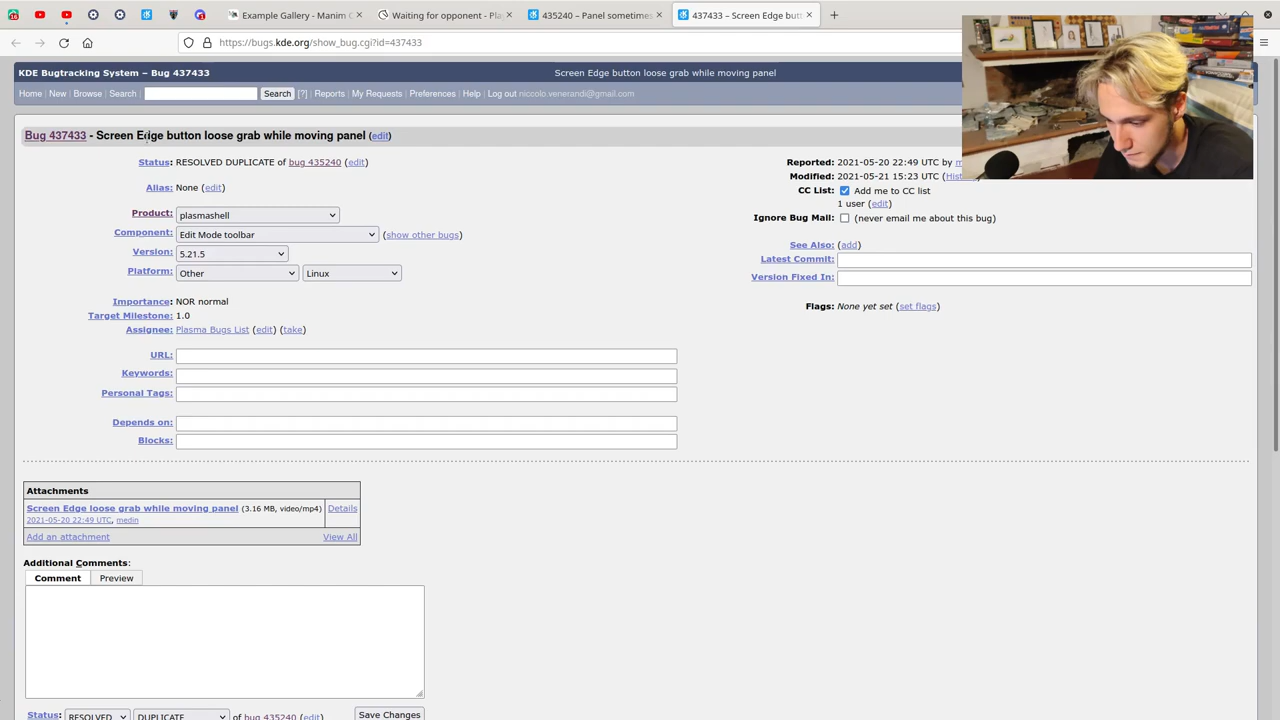 Example Gallery - Manim C
Waiting for opponent - Pla
435240 – Panel sometimes
437433 – Screen Edge but
https://bugs.kde.org/show_bug.cgi?id=437433
KDE Bugtracking System – Bug 437433
Screen Edge button loose grab while moving panel
Home | New | Browse | Search
Search [?] | Reports | My Requests | Preferences | Help | Log out niccolo.venerandi@gmail.com
Bug 437433 - Screen Edge button loose grab while moving panel (edit)
Status: RESOLVED DUPLICATE of bug 435240 (edit)
Alias: None (edit)
Product: plasmashell
Component: Edit Mode toolbar (show other bugs)
Version: 5.21.5
Platform: Other Linux
Importance: NOR normal
Target Milestone: 1.0
Assignee: Plasma Bugs List (edit) (take)
URL:
Keywords:
Personal Tags:
Depends on:
Blocks:
Reported: 2021-05-20 22:49 UTC by m
Modified: 2021-05-21 15:23 UTC (Hist
CC List: Add me to CC list
1 user (edit)
Ignore Bug Mail: (never email me about this bug)
See Also: (add)
Latest Commit:
Version Fixed In:
Flags: None yet set (set flags)
Attachments
Screen Edge loose grab while moving panel (3.16 MB, video/mp4) Details
2021-05-20 22:49 UTC, medin
Add an attachment View All
Additional Comments:
Comment Preview
Status: RESOLVED DUPLICATE of bug 435240 (edit) Save Changes